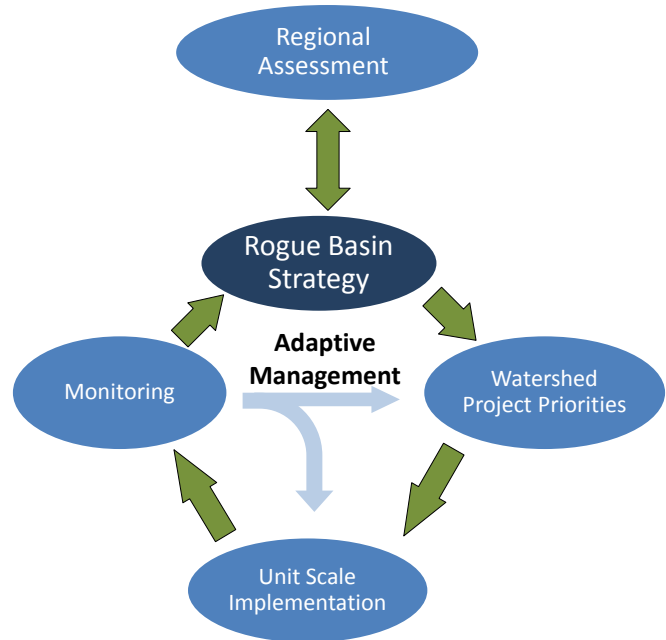 Regional
Assessment
Rogue Basin
Strategy
Adaptive
Management
Monitoring
Watershed
Project Priorities
Unit Scale
Implementation